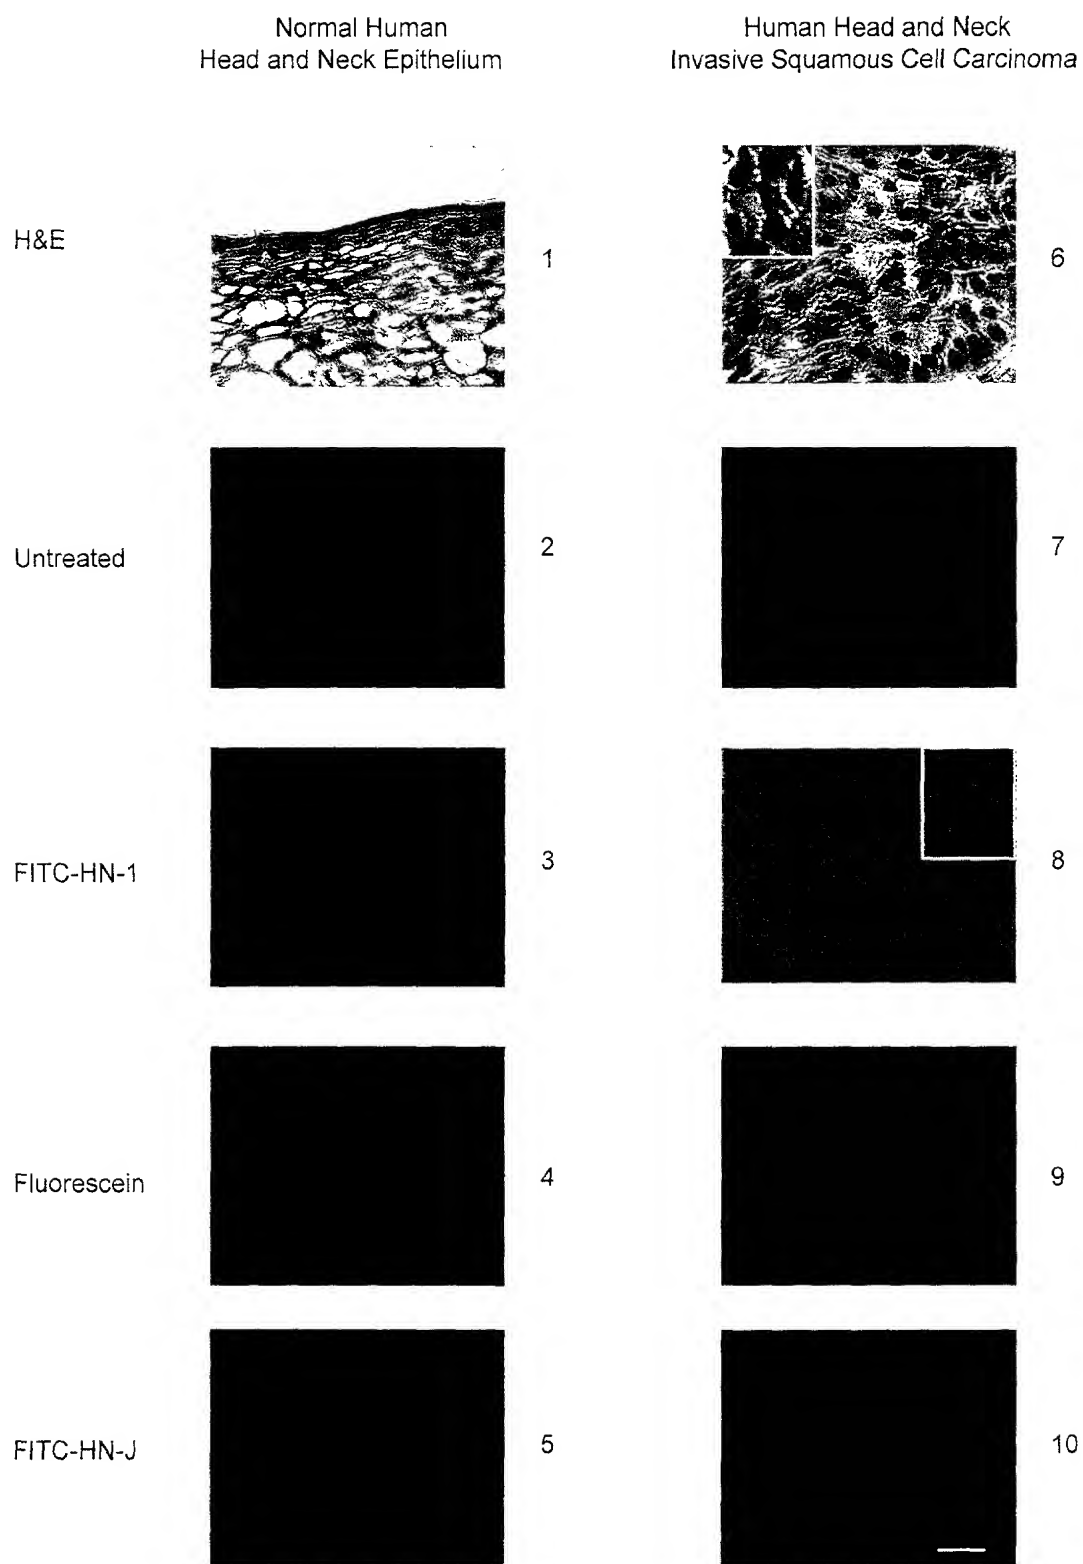 Normal Human
Head and Neck Epithelium
Human Head and Neck
Invasive Squamous Cell Carcinoma
H&E
1
6
Untreated
2
7
FITC-HN-1
3
8
Fluorescein
4
9
FITC-HN-J
5
10